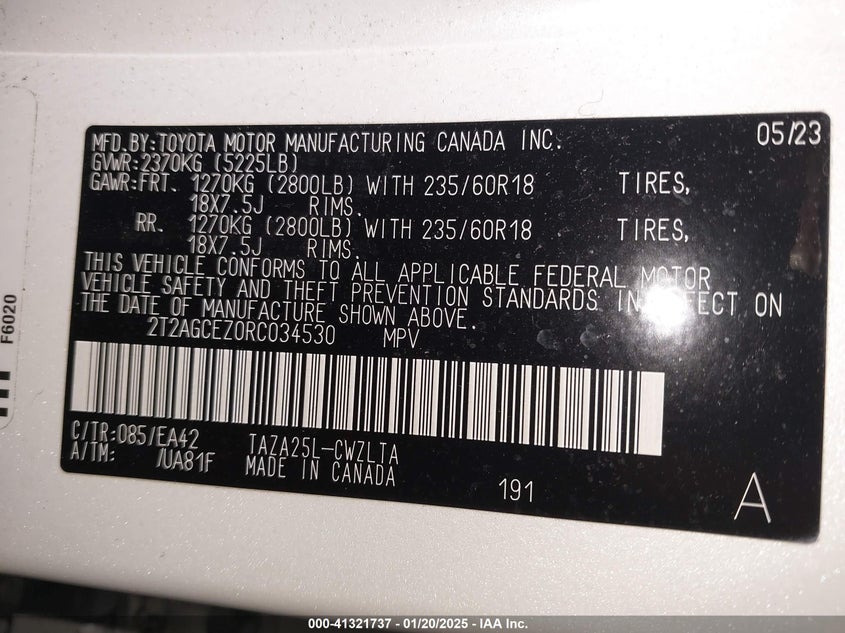 MFD.BY:TOYOTA MOTOR MANUFACTURING CANADA INC. 05/23
GVWR:2370KG (5225LB)
GAWR:FRT. 1270KG (2800LB) WITH 235/60R18 TIRES,
18X7.5J RIMS.
RR. 1270KG (2800LB) WITH 235/60R18 TIRES,
18X7.5J RIMS.
THIS VEHICLE CONFORMS TO ALL APPLICABLE FEDERAL MOTOR
VEHICLE SAFETY AND THEFT PREVENTION STANDARDS IN EFFECT ON
THE DATE OF MANUFACTURE SHOWN ABOVE.
2T2AGCEZ0RC034530 MPV
C/TR:085/EA42 TAZA25L-CWZLTA
A/TM: /UA81F MADE IN CANADA
191 A
F6020
000-41321737 - 01/20/2025 - IAA Inc.